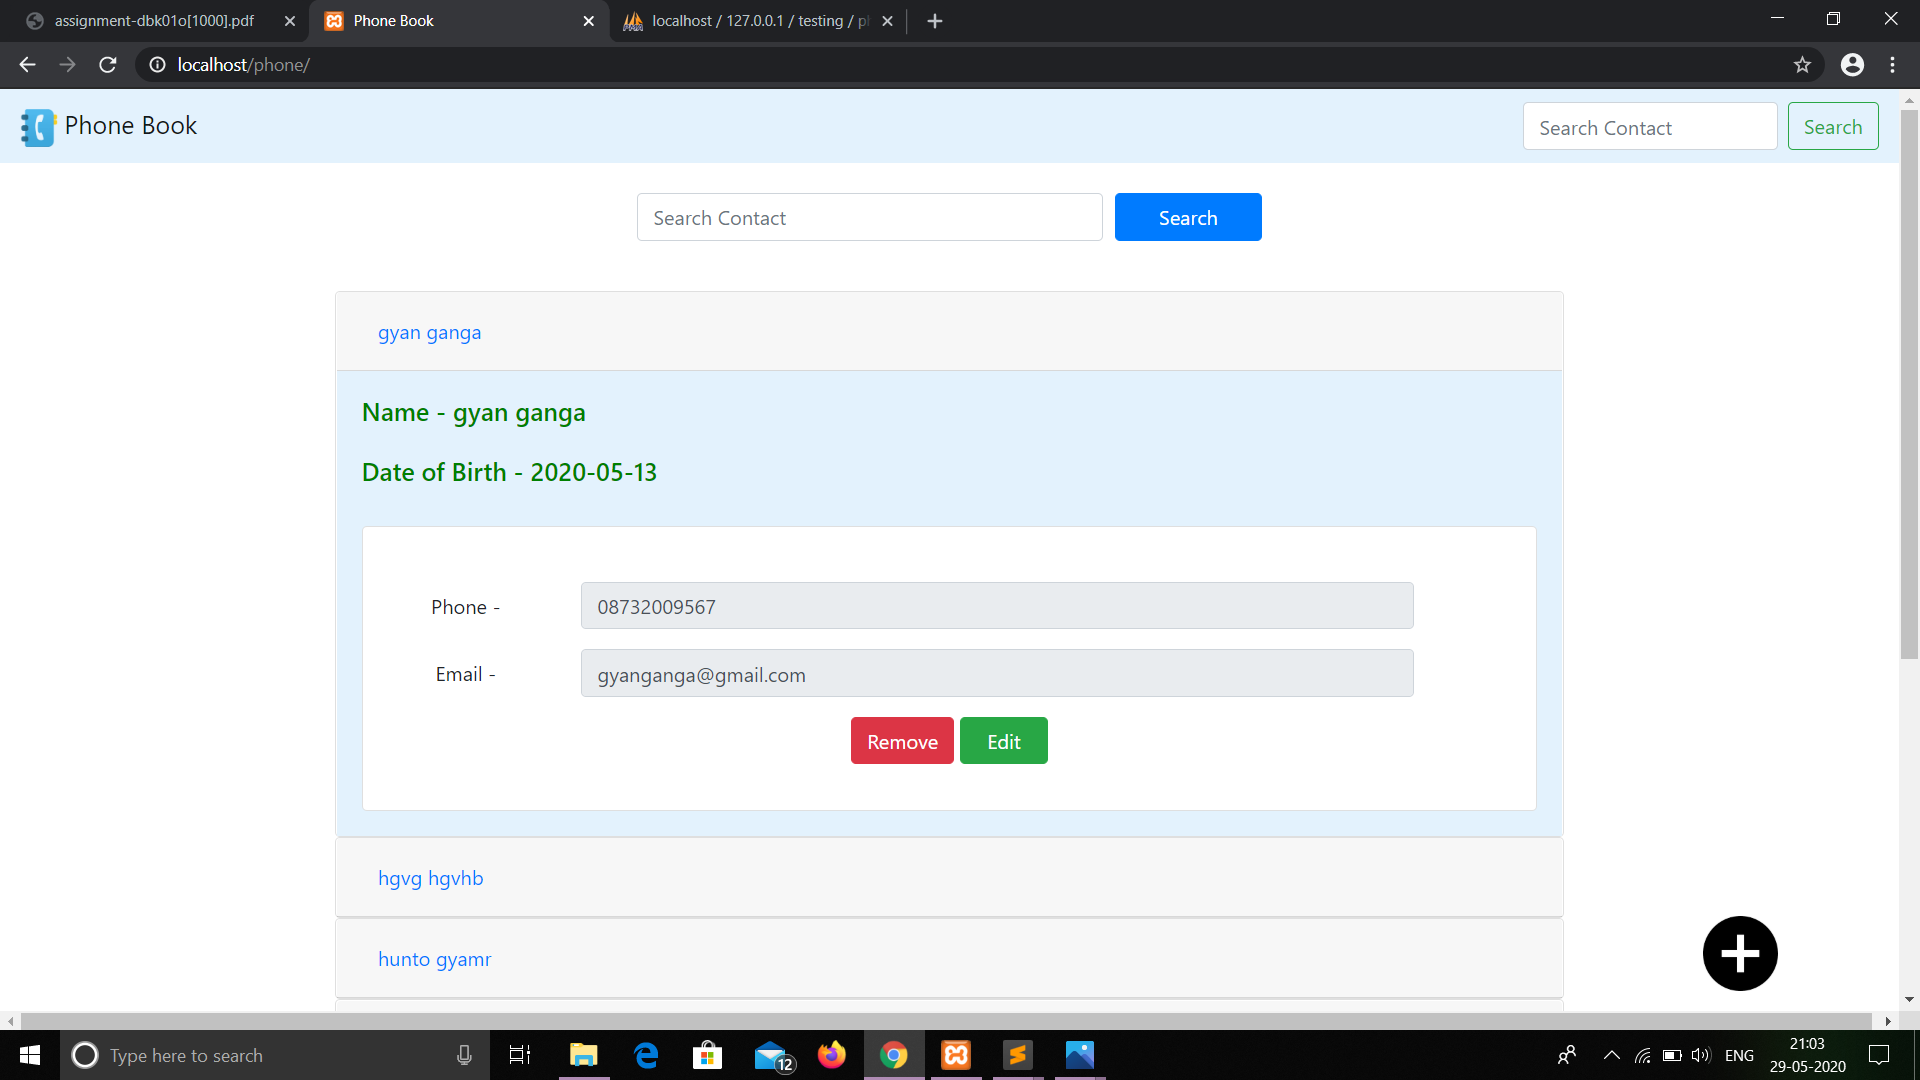 assignment-dbk01o[1000].pdf
Phone Book
localhost / 127.0.0.1 / testing /
localhost/phone/
Phone Book
Search Contact
Search
Search Contact
Search
gyan ganga
Name - gyan ganga
Date of Birth - 2020-05-13
Phone -
08732009567
Email -
gyanganga@gmail.com
Remove
Edit
hgvg hgvhb
hunto gyamr
Type here to search
12
ENG
21:03
29-05-2020